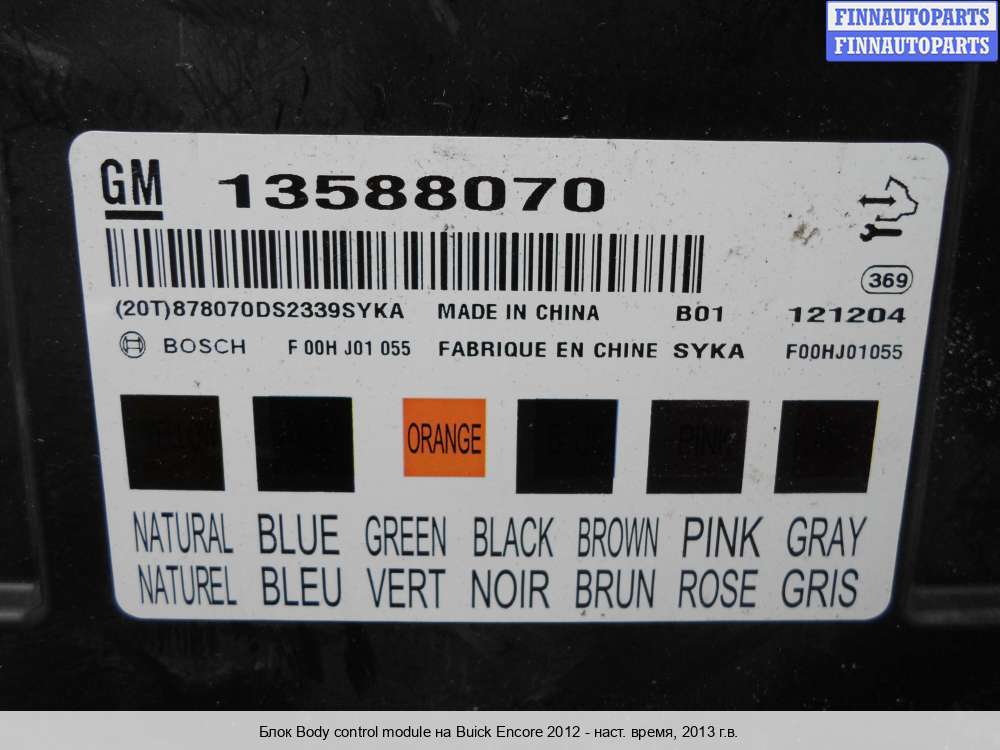 FINNAUTOPARTS
FINNAUTOPARTS
GM 13588070
369
(20T)878070DS2339SYKA MADE IN CHINA B01 121204
BOSCH F 00H J01 055 FABRIQUE EN CHINE SYKA F00HJ01055
ORANGE PINK
NATURAL BLUE GREEN BLACK BROWN PINK GRAY
NATUREL BLEU VERT NOIR BRUN ROSE GRIS
Блок Body control module на Buick Encore 2012 - наст. время, 2013 г.в.